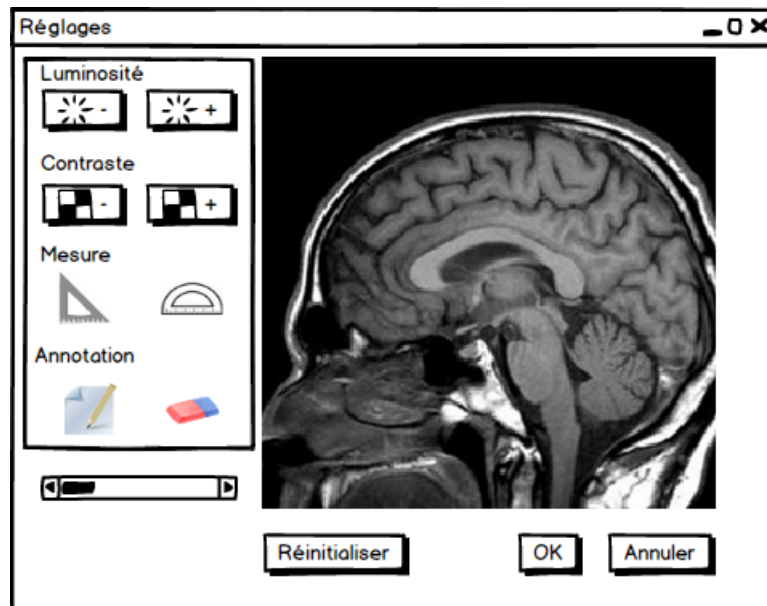 Réglages
Luminosité
- +
Contraste
- +
Mesure
Annotation
Réinitialiser OK Annuler